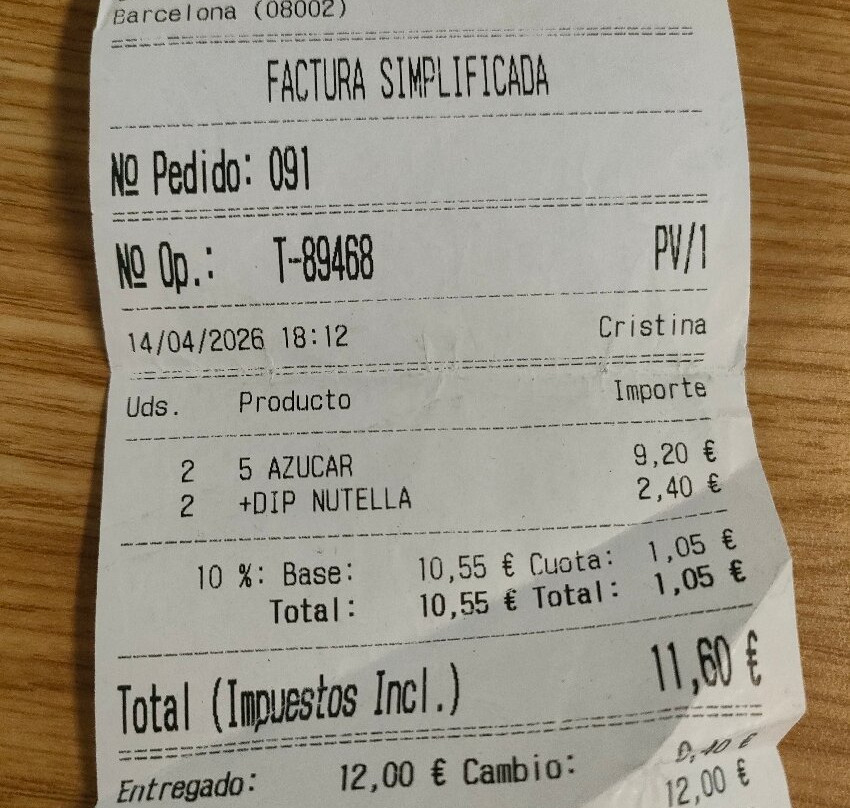 Barcelona (08002)
FACTURA SIMPLIFICADA
Nº Pedido: 091
Nº Op.: T-89468 PV/1
14/04/2026 18:12 Cristina
Uds. Producto Importe
2 5 AZUCAR 9,20 €
2 +DIP NUTELLA 2,40 €
10 %: Base: 10,55 € Cuota: 1,05 €
Total: 10,55 € Total: 1,05 €
Total (Impuestos Incl.) 11,60 €
Entregado: 12,00 € Cambio: 0,40 €
12,00 €